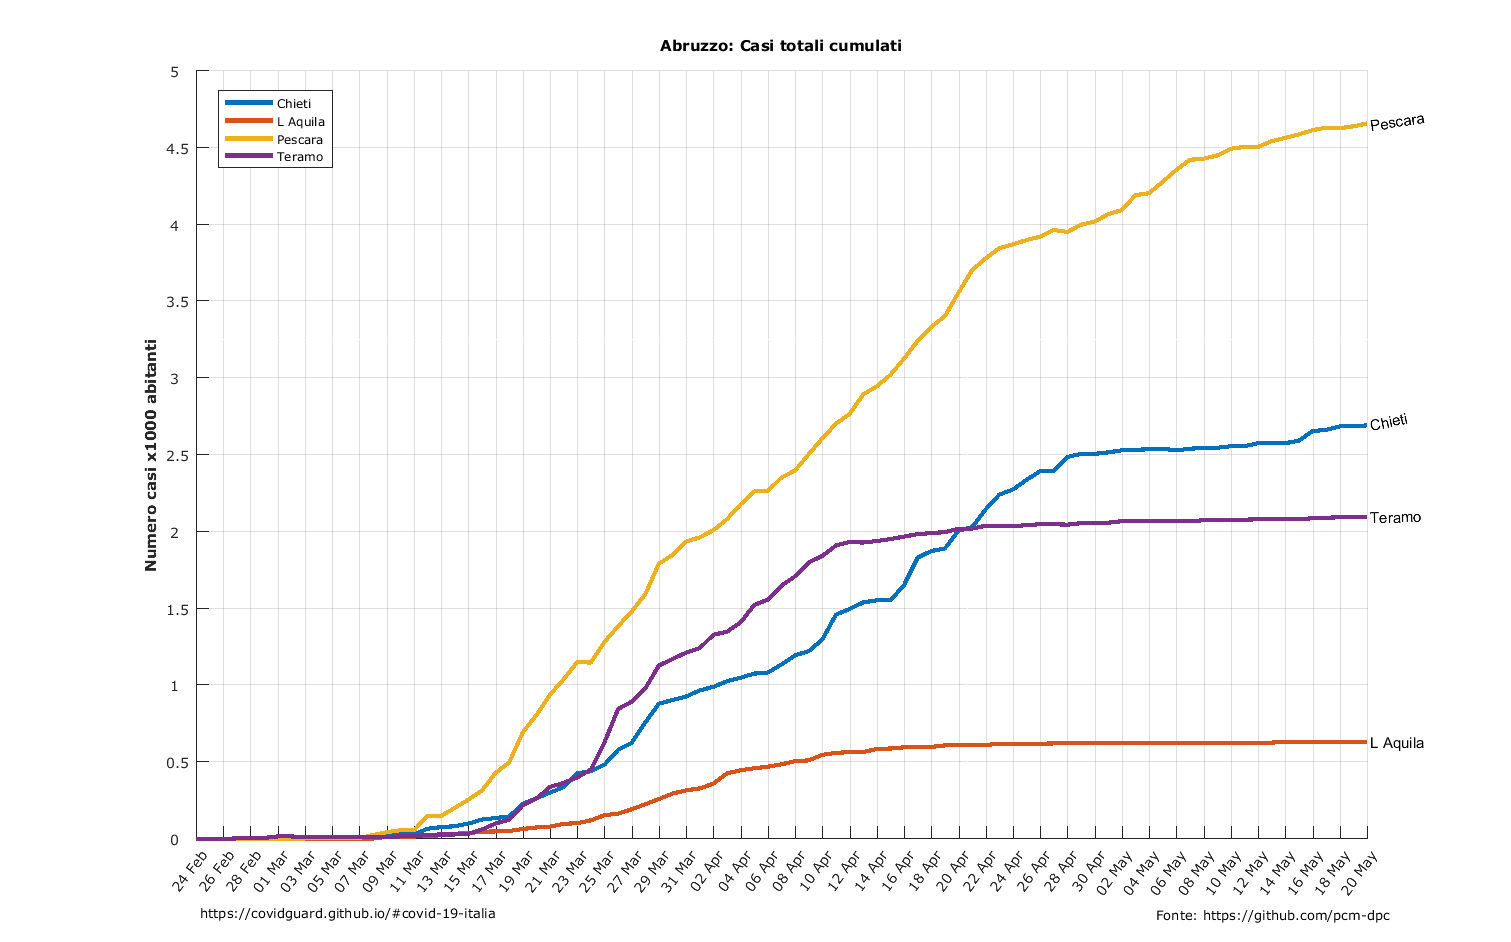 Abruzzo: Casi totali cumulati
Numero casi x1000 abitanti
5
4.5
4
3.5
3
2.5
2
1.5
1
0.5
0
Chieti
L Aquila
Pescara
Teramo
Pescara
Chieti
Teramo
L Aquila
24 Feb
26 Feb
28 Feb
01 Mar
03 Mar
05 Mar
07 Mar
09 Mar
11 Mar
13 Mar
15 Mar
17 Mar
19 Mar
21 Mar
23 Mar
25 Mar
27 Mar
29 Mar
31 Mar
02 Apr
04 Apr
06 Apr
08 Apr
10 Apr
12 Apr
14 Apr
16 Apr
18 Apr
20 Apr
22 Apr
24 Apr
26 Apr
28 Apr
30 Apr
02 May
04 May
06 May
08 May
10 May
12 May
14 May
16 May
18 May
20 May
https://covidguard.github.io/#covid-19-italia
Fonte: https://github.com/pcm-dpc